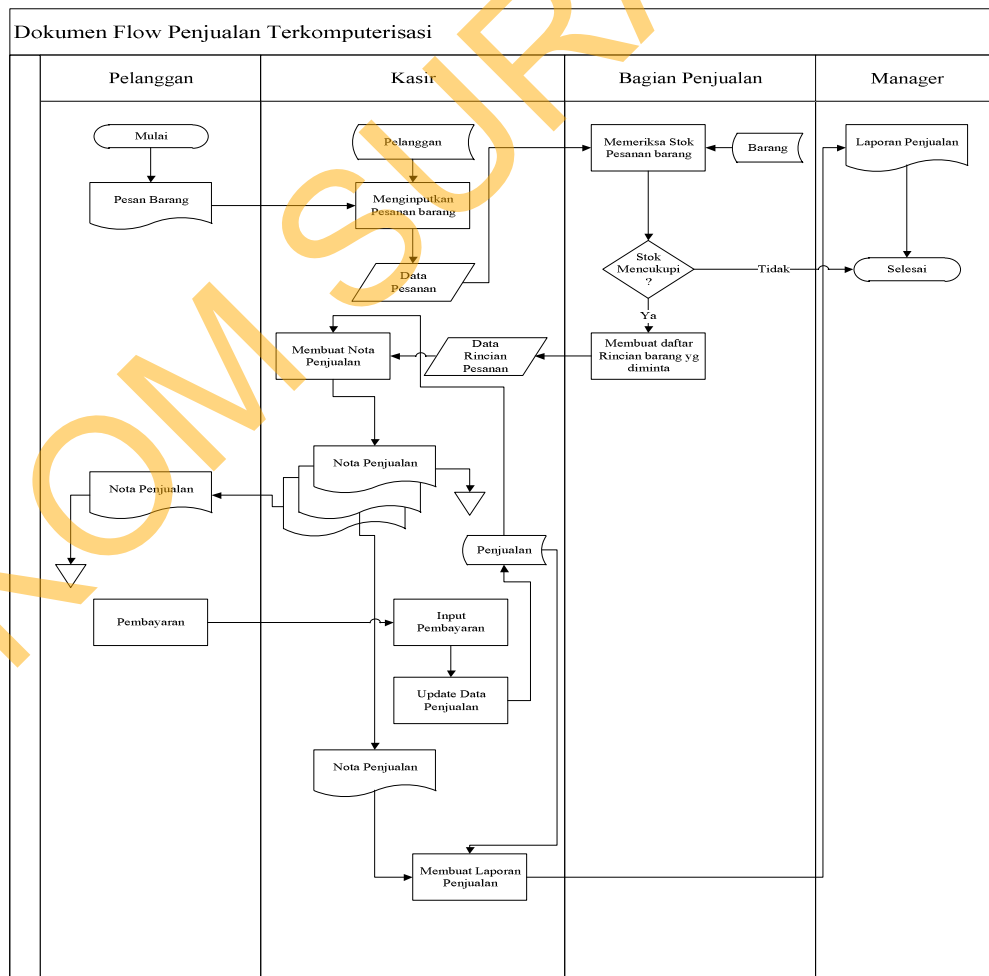 Dokumen Flow Penjualan Terkomputerisasi
Pelanggan
Kasir
Bagian Penjualan
Manager
Mulai
Pelanggan
Memeriksa Stok
Pesanan barang
Barang
Laporan Penjualan
Pesan Barang
Menginputkan
Pesanan barang
Data
Pesanan
Stok
Mencukupi
?
Tidak
Selesai
Ya
Membuat Nota
Penjualan
Data
Rincian
Pesanan
Membuat daftar
Rincian barang yg
diminta
Nota Penjualan
Nota Penjualan
Penjualan
Pembayaran
Input
Pembayaran
Update Data
Penjualan
Nota Penjualan
Membuat Laporan
Penjualan
KOM SURA